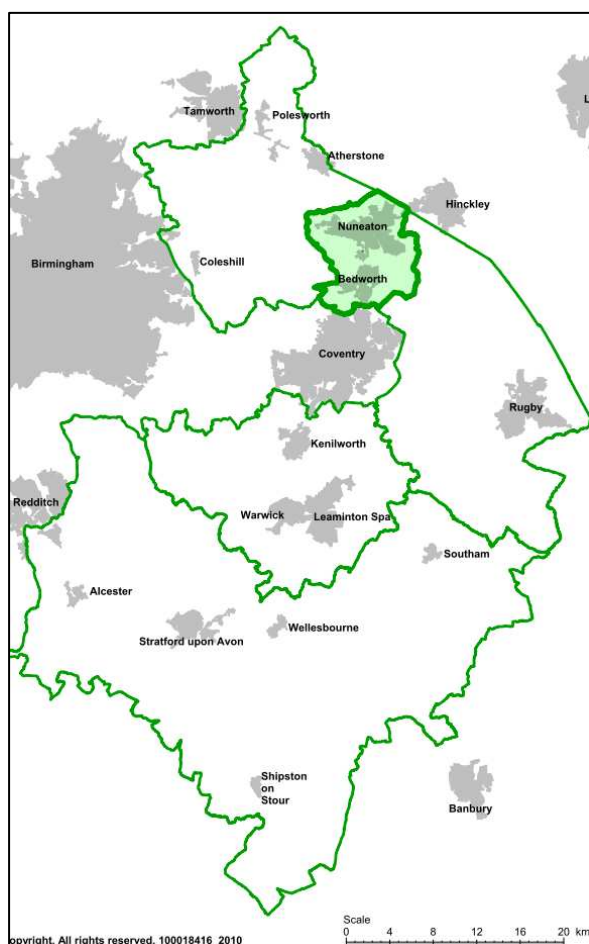 Tamworth
Polesworth
L
Atherstone
Hinckley
Nuneaton
Birmingham
Coleshill
Bedworth
Coventry
Rugby
Kenilworth
Redditch
Warwick
Leaminton Spa
Southam
Alcester
Stratford upon Avon
Wellesbourne
Shipston
on
Stour
Banbury
Scale
0 4 8 12 16 20 km
opyright. All rights reserved. 100018416 2010